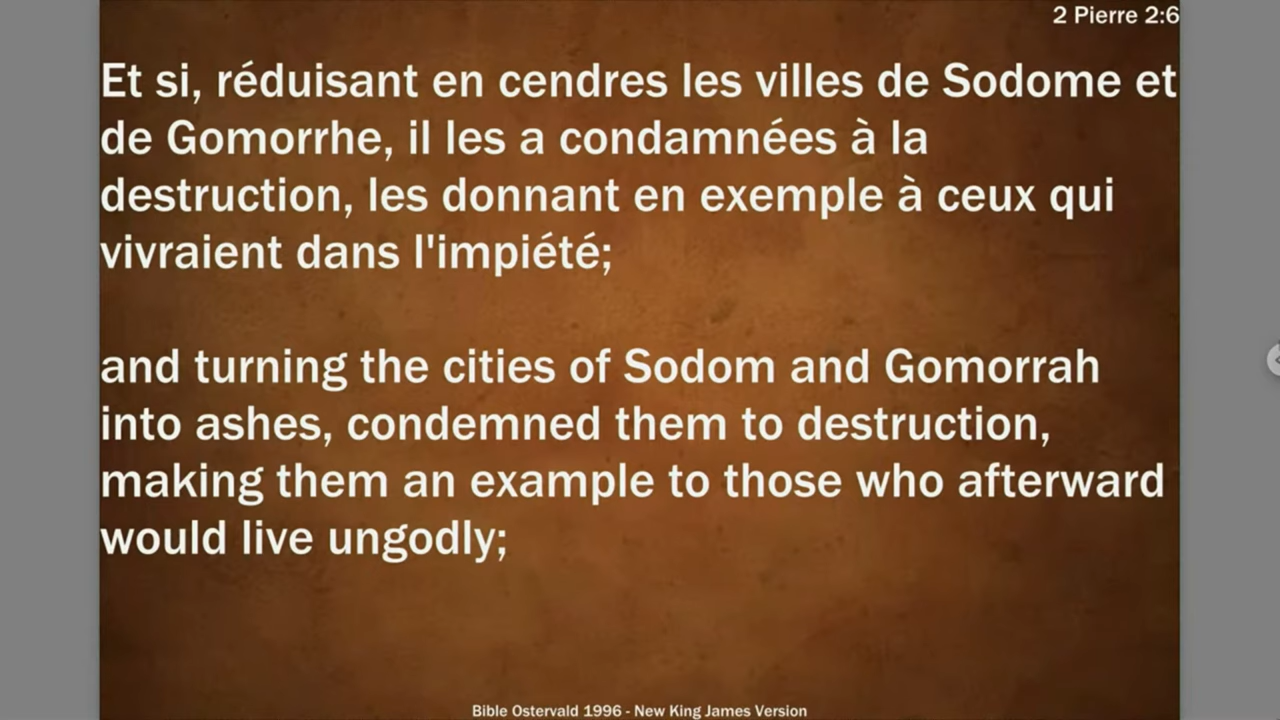 2 Pierre 2:6
Et si, réduisant en cendres les villes de Sodome et
de Gomorrhe, il les a condamnées à la
destruction, les donnant en exemple à ceux qui
vivraient dans l'impiété;
and turning the cities of Sodom and Gomorrah
into ashes, condemned them to destruction,
making them an example to those who afterward
would live ungodly;
Bible Ostervald 1996 - New King James Version